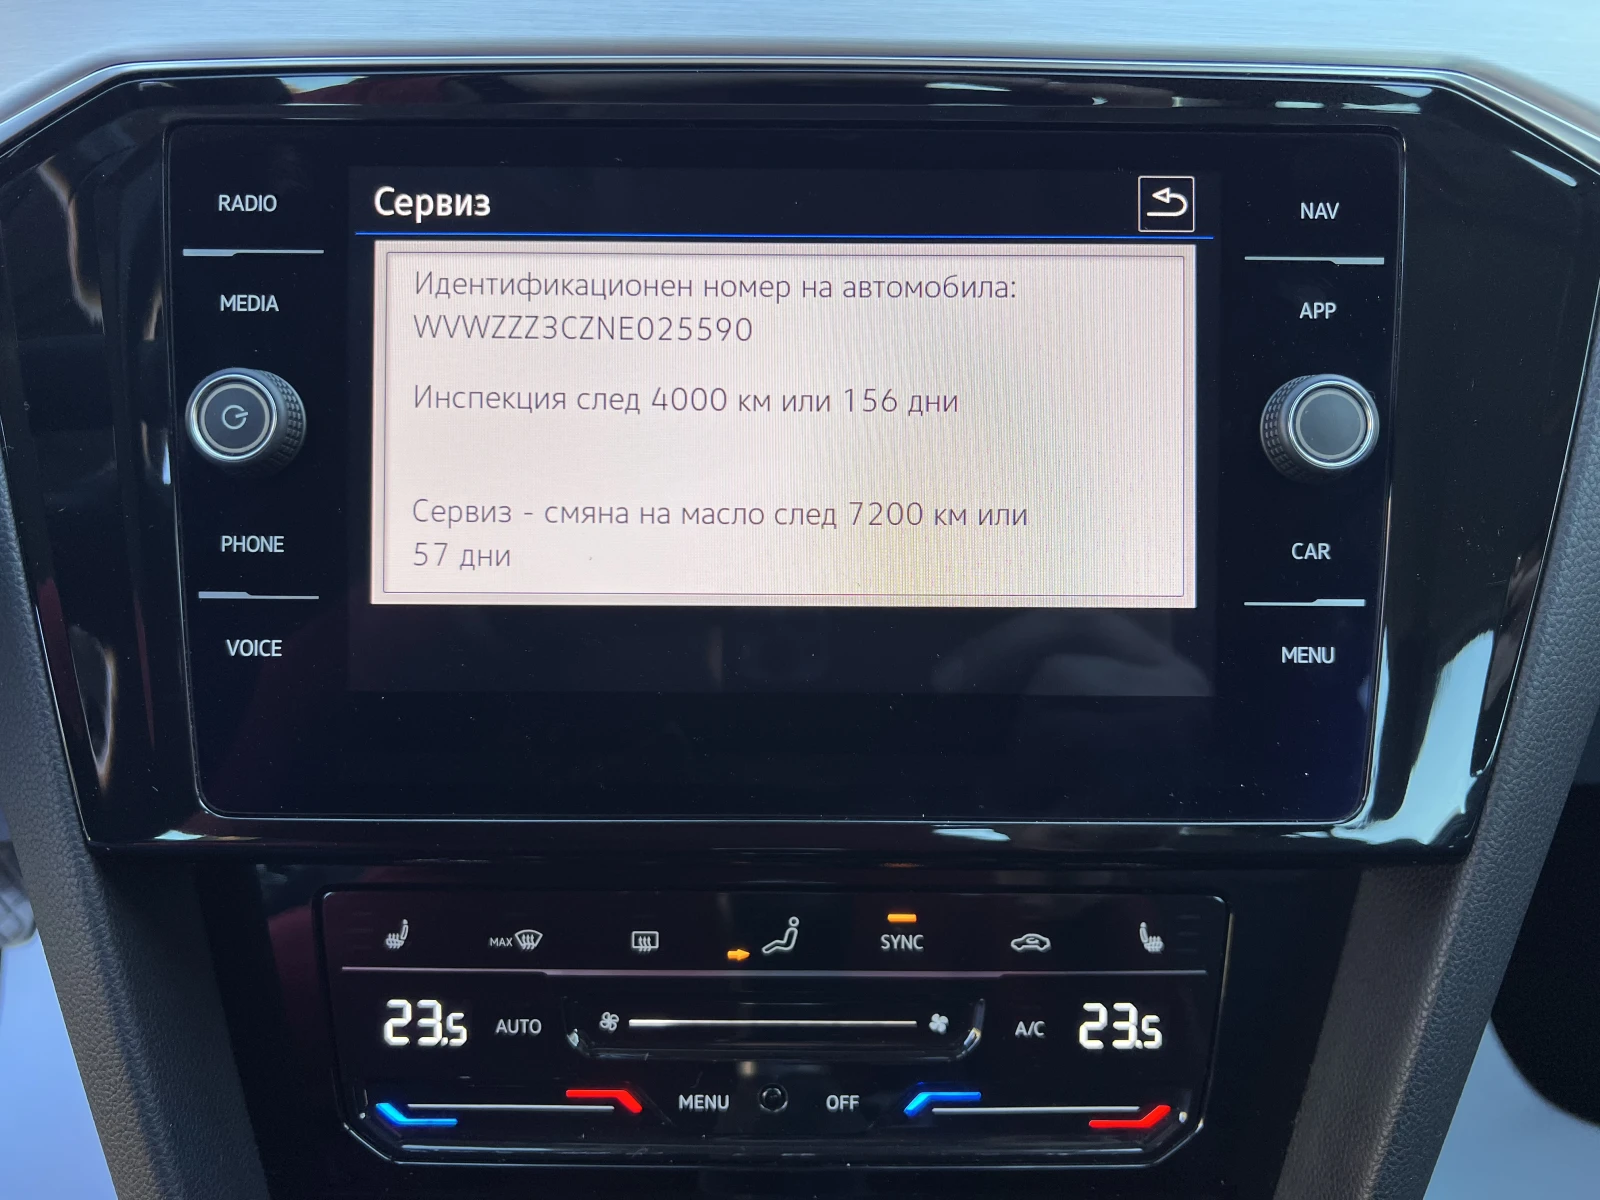 RADIO
MEDIA
PHONE
VOICE
Сервиз
Идентификационен номер на автомобила:
WVWZZZ3CZNE025590
Инспекция след 4000 км или 156 дни
Сервиз - смяна на масло след 7200 км или
57 дни
NAV
APP
CAR
MENU
MAX
SYNC
23.5
AUTO
A/C
23.5
MENU
OFF